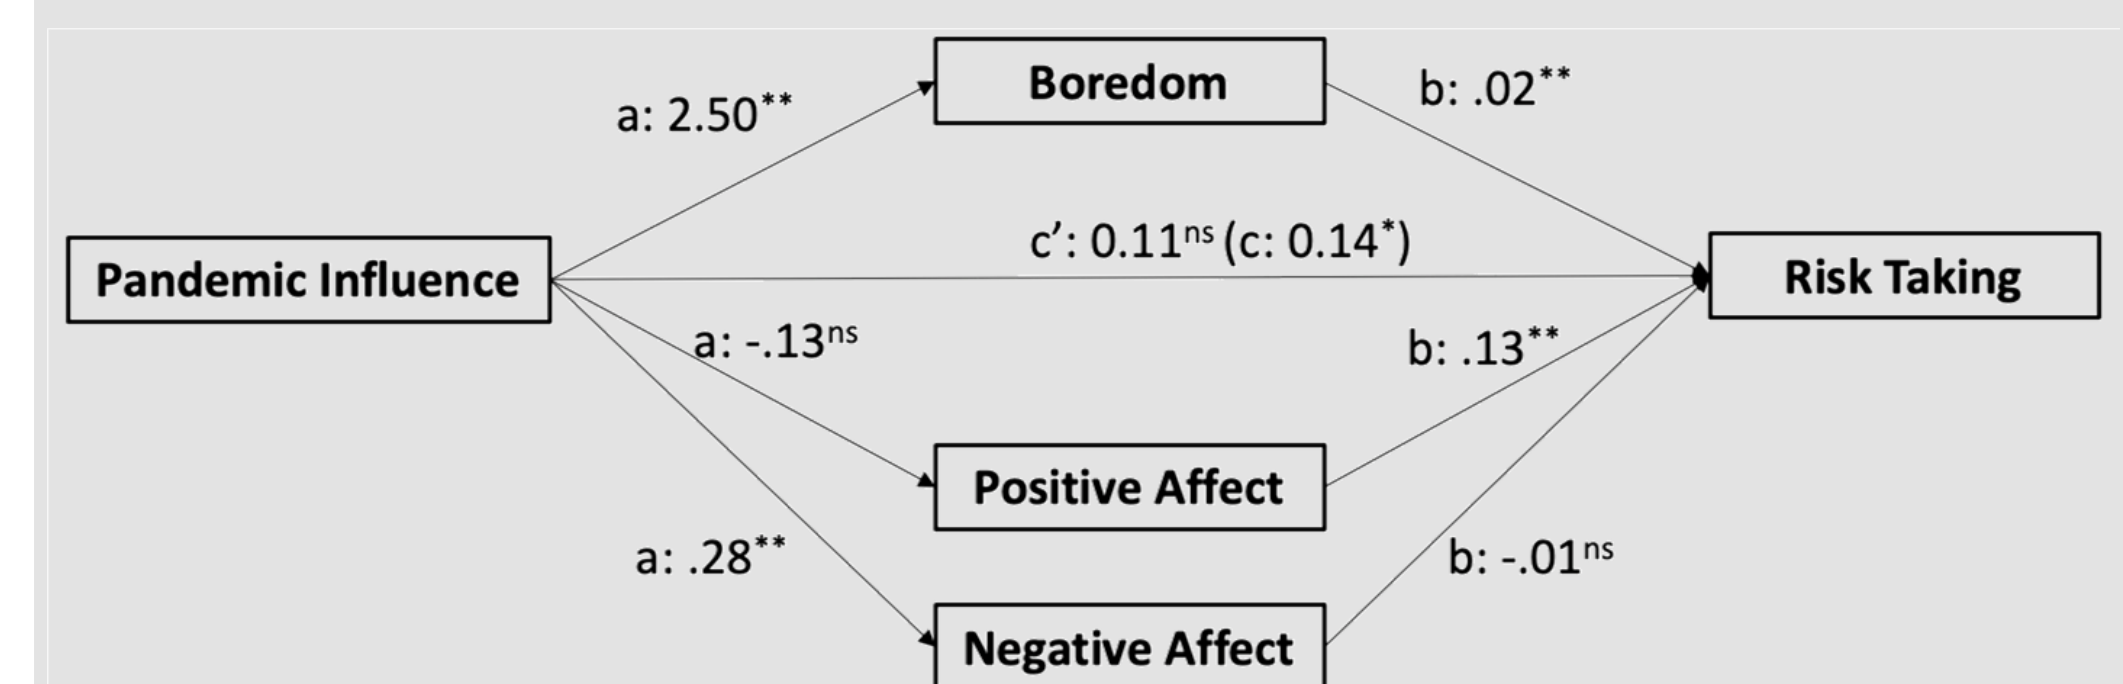 Boredom
a: 2.50**
b: .02**
c’: 0.11ns (c: 0.14*)
Pandemic Influence
Risk Taking
a: -.13ns
b: .13**
Positive Affect
a: .28**
b: -.01ns
Negative Affect